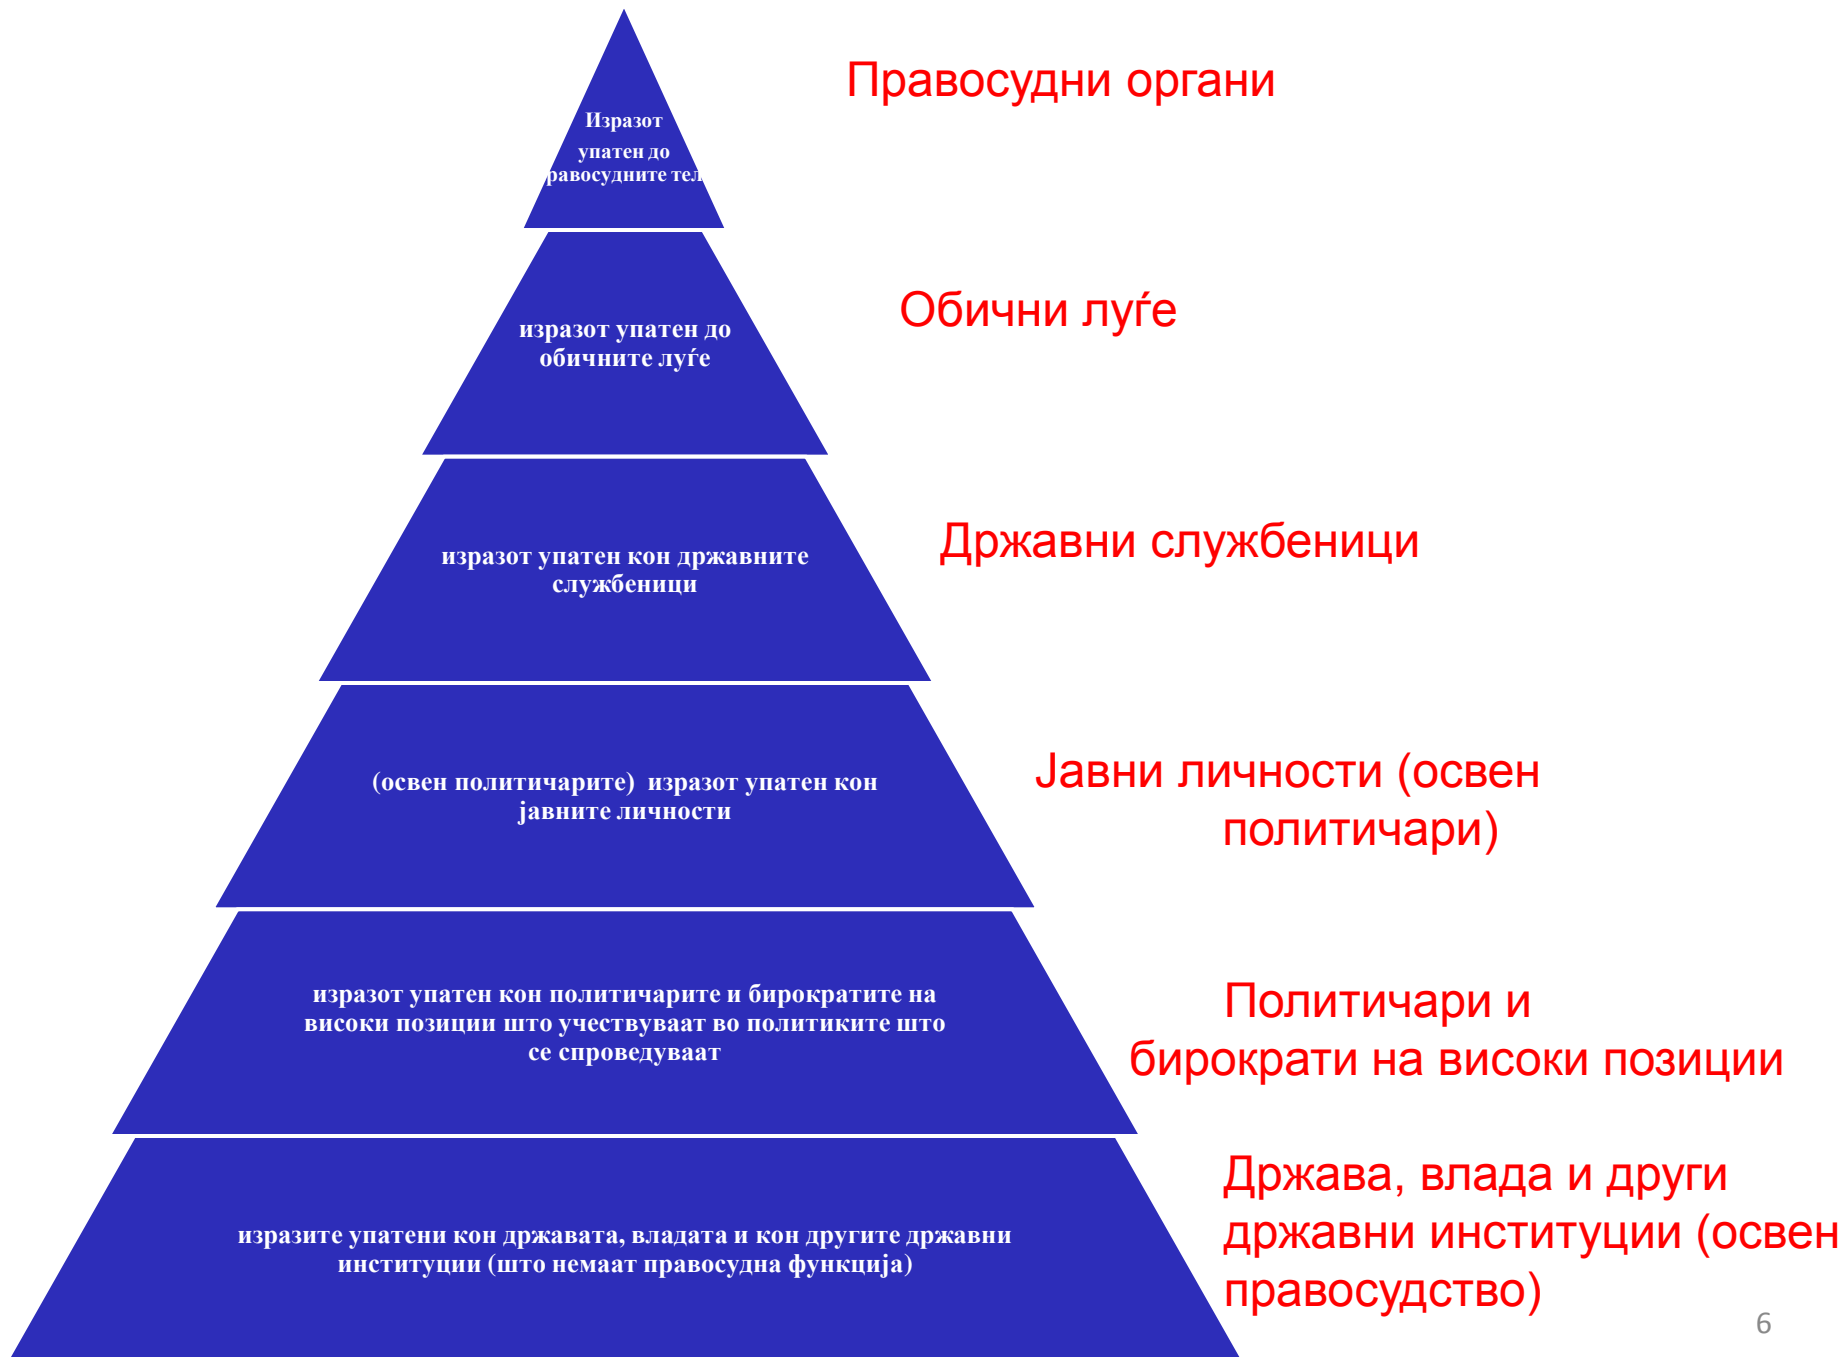 Правосудни органи
Изразот
упатен до
равосудните тел
Обични луѓе
изразот упатен до
обичните луѓе
Државни службеници
изразот упатен кон државните
службеници
Јавни личности (освен
политичари)
(освен политичарите) изразот упатен кон
јавните личности
Политичари и
бирократи на високи позиции
изразот упатен кон политичарите и бирократите на
високи позиции што учествуваат во политиките што
се спроведуваат
Држава, влада и други
државни институции (освен
правосудство)
изразите упатени кон државата, владата и кон другите државни
институции (што немаат правосудна функција)
6